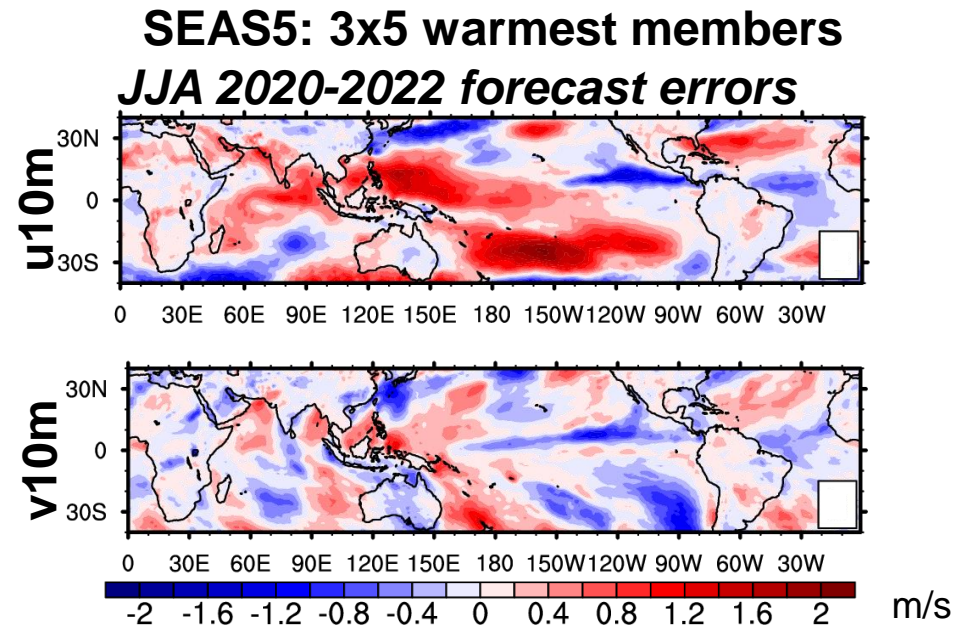 SEAS5: 3x5 warmest members
JJA 2020-2022 forecast errors
u10m
30N
0
30S
0 30E 60E 90E 120E 150E 180 150W 120W 90W 60W 30W
v10m
30N
0
30S
0 30E 60E 90E 120E 150E 180 150W 120W 90W 60W 30W
-2 -1.6 -1.2 -0.8 -0.4 0 0.4 0.8 1.2 1.6 2 m/s